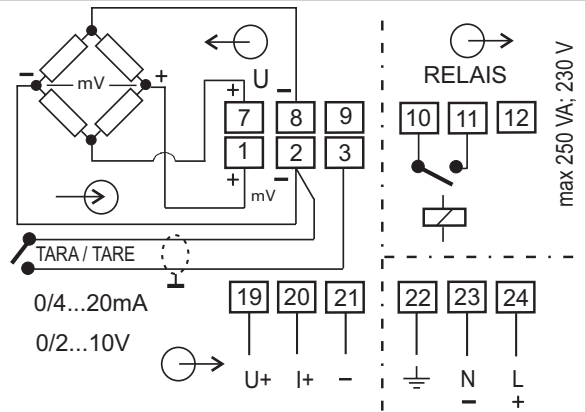 U
RELAIS
max 250 VA; 230 V
− mV +
+ −
7 8 9
10 11 12
1 2 3
+ mV −
TARA / TARE
0/4...20mA
0/2...10V
19 20 21
22 23 24
U+ I+ −
N L
− +